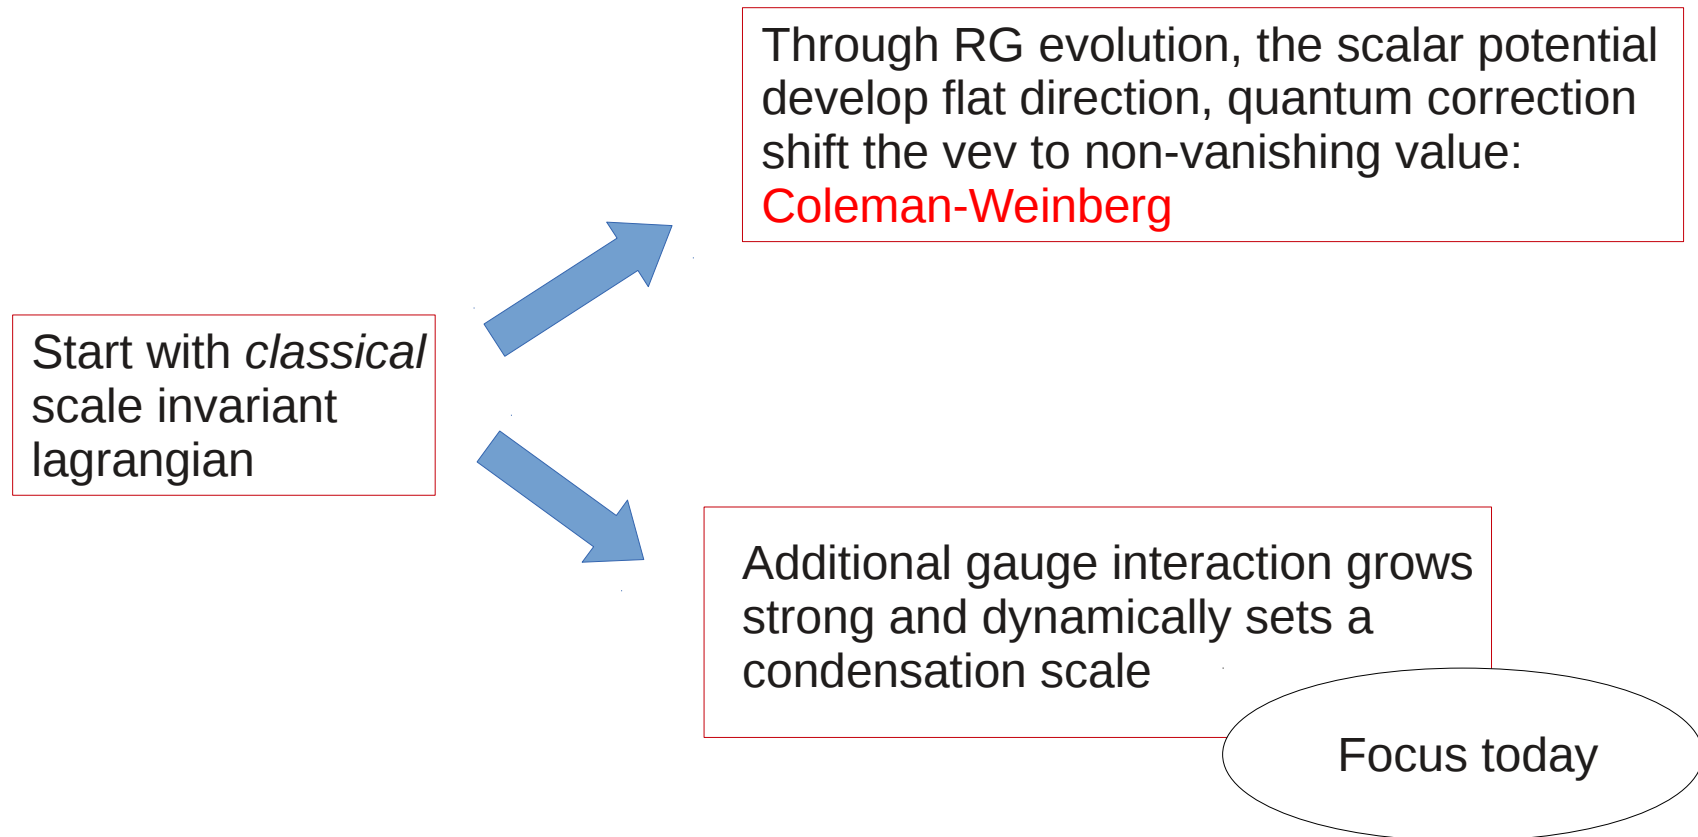 Through RG evolution, the scalar potential
develop flat direction, quantum correction
shift the vev to non-vanishing value:
Coleman-Weinberg
Start with classical
scale invariant
lagrangian
Additional gauge interaction grows
strong and dynamically sets a
condensation scale
Focus today